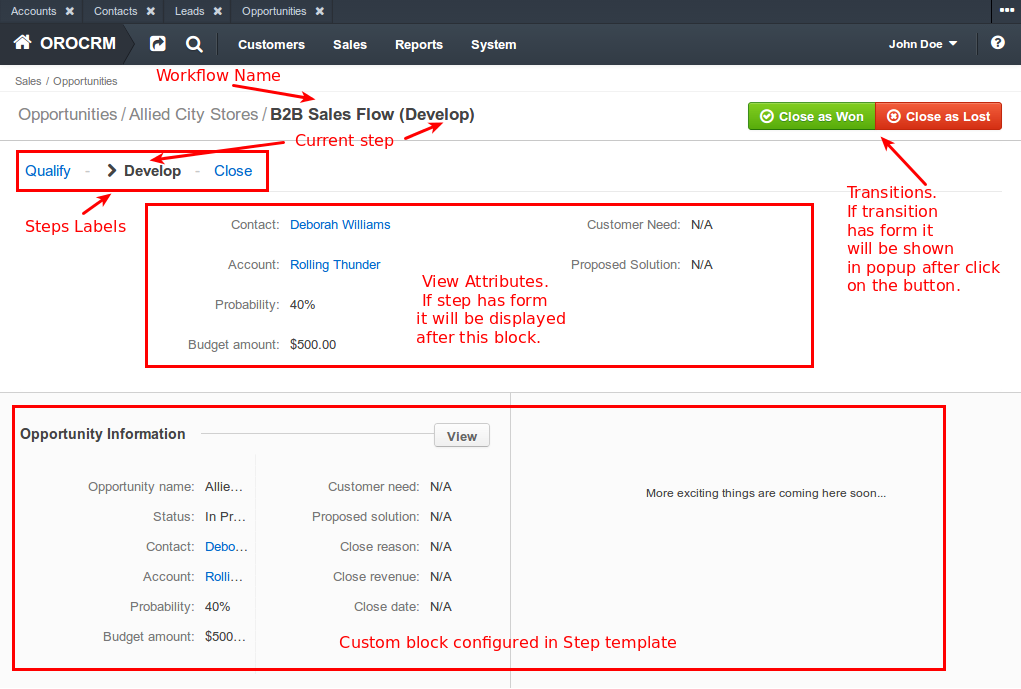 Accounts ✖ Contacts ✖ Leads ✖ Opportunities ✖
OROCRM Customers Sales Reports System John Doe
Sales / Opportunities
Workflow Name
Opportunities / Allied City Stores / B2B Sales Flow (Develop)
Close as Won Close as Lost
Current step
Qualify - Develop - Close
Steps Labels
Transitions.
If transition
has form it
will be shown
in popup after click
on the button.
Contact: Deborah Williams Customer Need: N/A
Account: Rolling Thunder Proposed Solution: N/A
Probability: 40%
Budget amount: $500.00
View Attributes.
If step has form
it will be displayed
after this block.
Opportunity Information View
Opportunity name: Allie... Customer need: N/A
Status: In Pr... Proposed solution: N/A
Contact: Debo... Close reason: N/A
Account: Rolli... Close revenue: N/A
Probability: 40% Close date: N/A
Budget amount: $500...
More exciting things are coming here soon...
Custom block configured in Step template